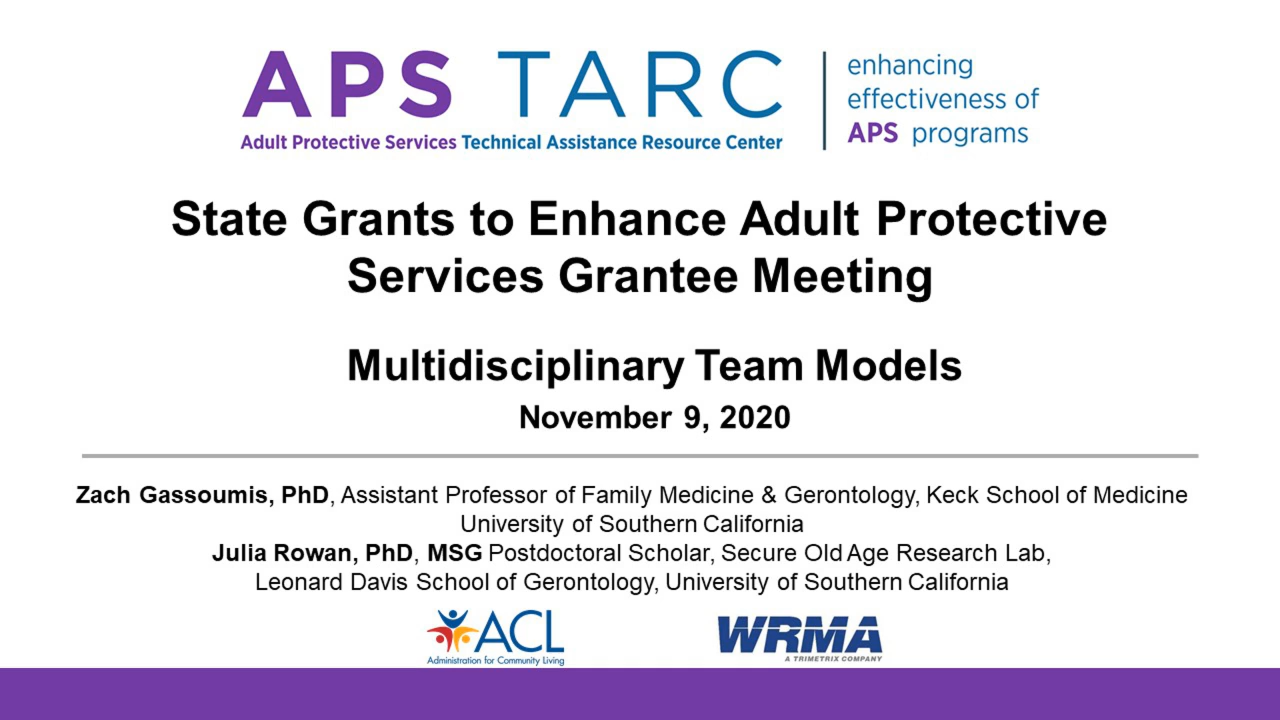 APS TARC
Adult Protective Services Technical Assistance Resource Center
enhancing
effectiveness of
APS programs
State Grants to Enhance Adult Protective
Services Grantee Meeting
Multidisciplinary Team Models
November 9, 2020
Zach Gassoumis, PhD, Assistant Professor of Family Medicine & Gerontology, Keck School of Medicine
University of Southern California
Julia Rowan, PhD, MSG Postdoctoral Scholar, Secure Old Age Research Lab,
Leonard Davis School of Gerontology, University of Southern California
ACL
Administration for Community Living
WRMA
A TRIMETRIX COMPANY